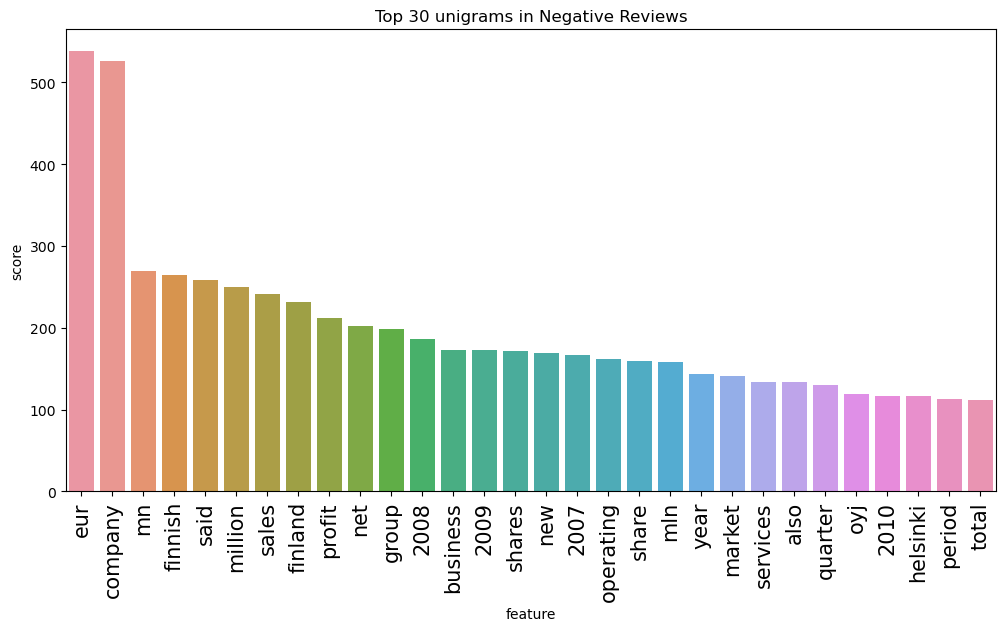 Top 30 unigrams in Negative Reviews
score
500
400
300
200
100
0
eur
company
mn
finnish
said
million
sales
finland
profit
net
group
2008
business
2009
shares
new
2007
operating
share
mln
year
market
services
also
quarter
oyj
2010
helsinki
period
total
feature